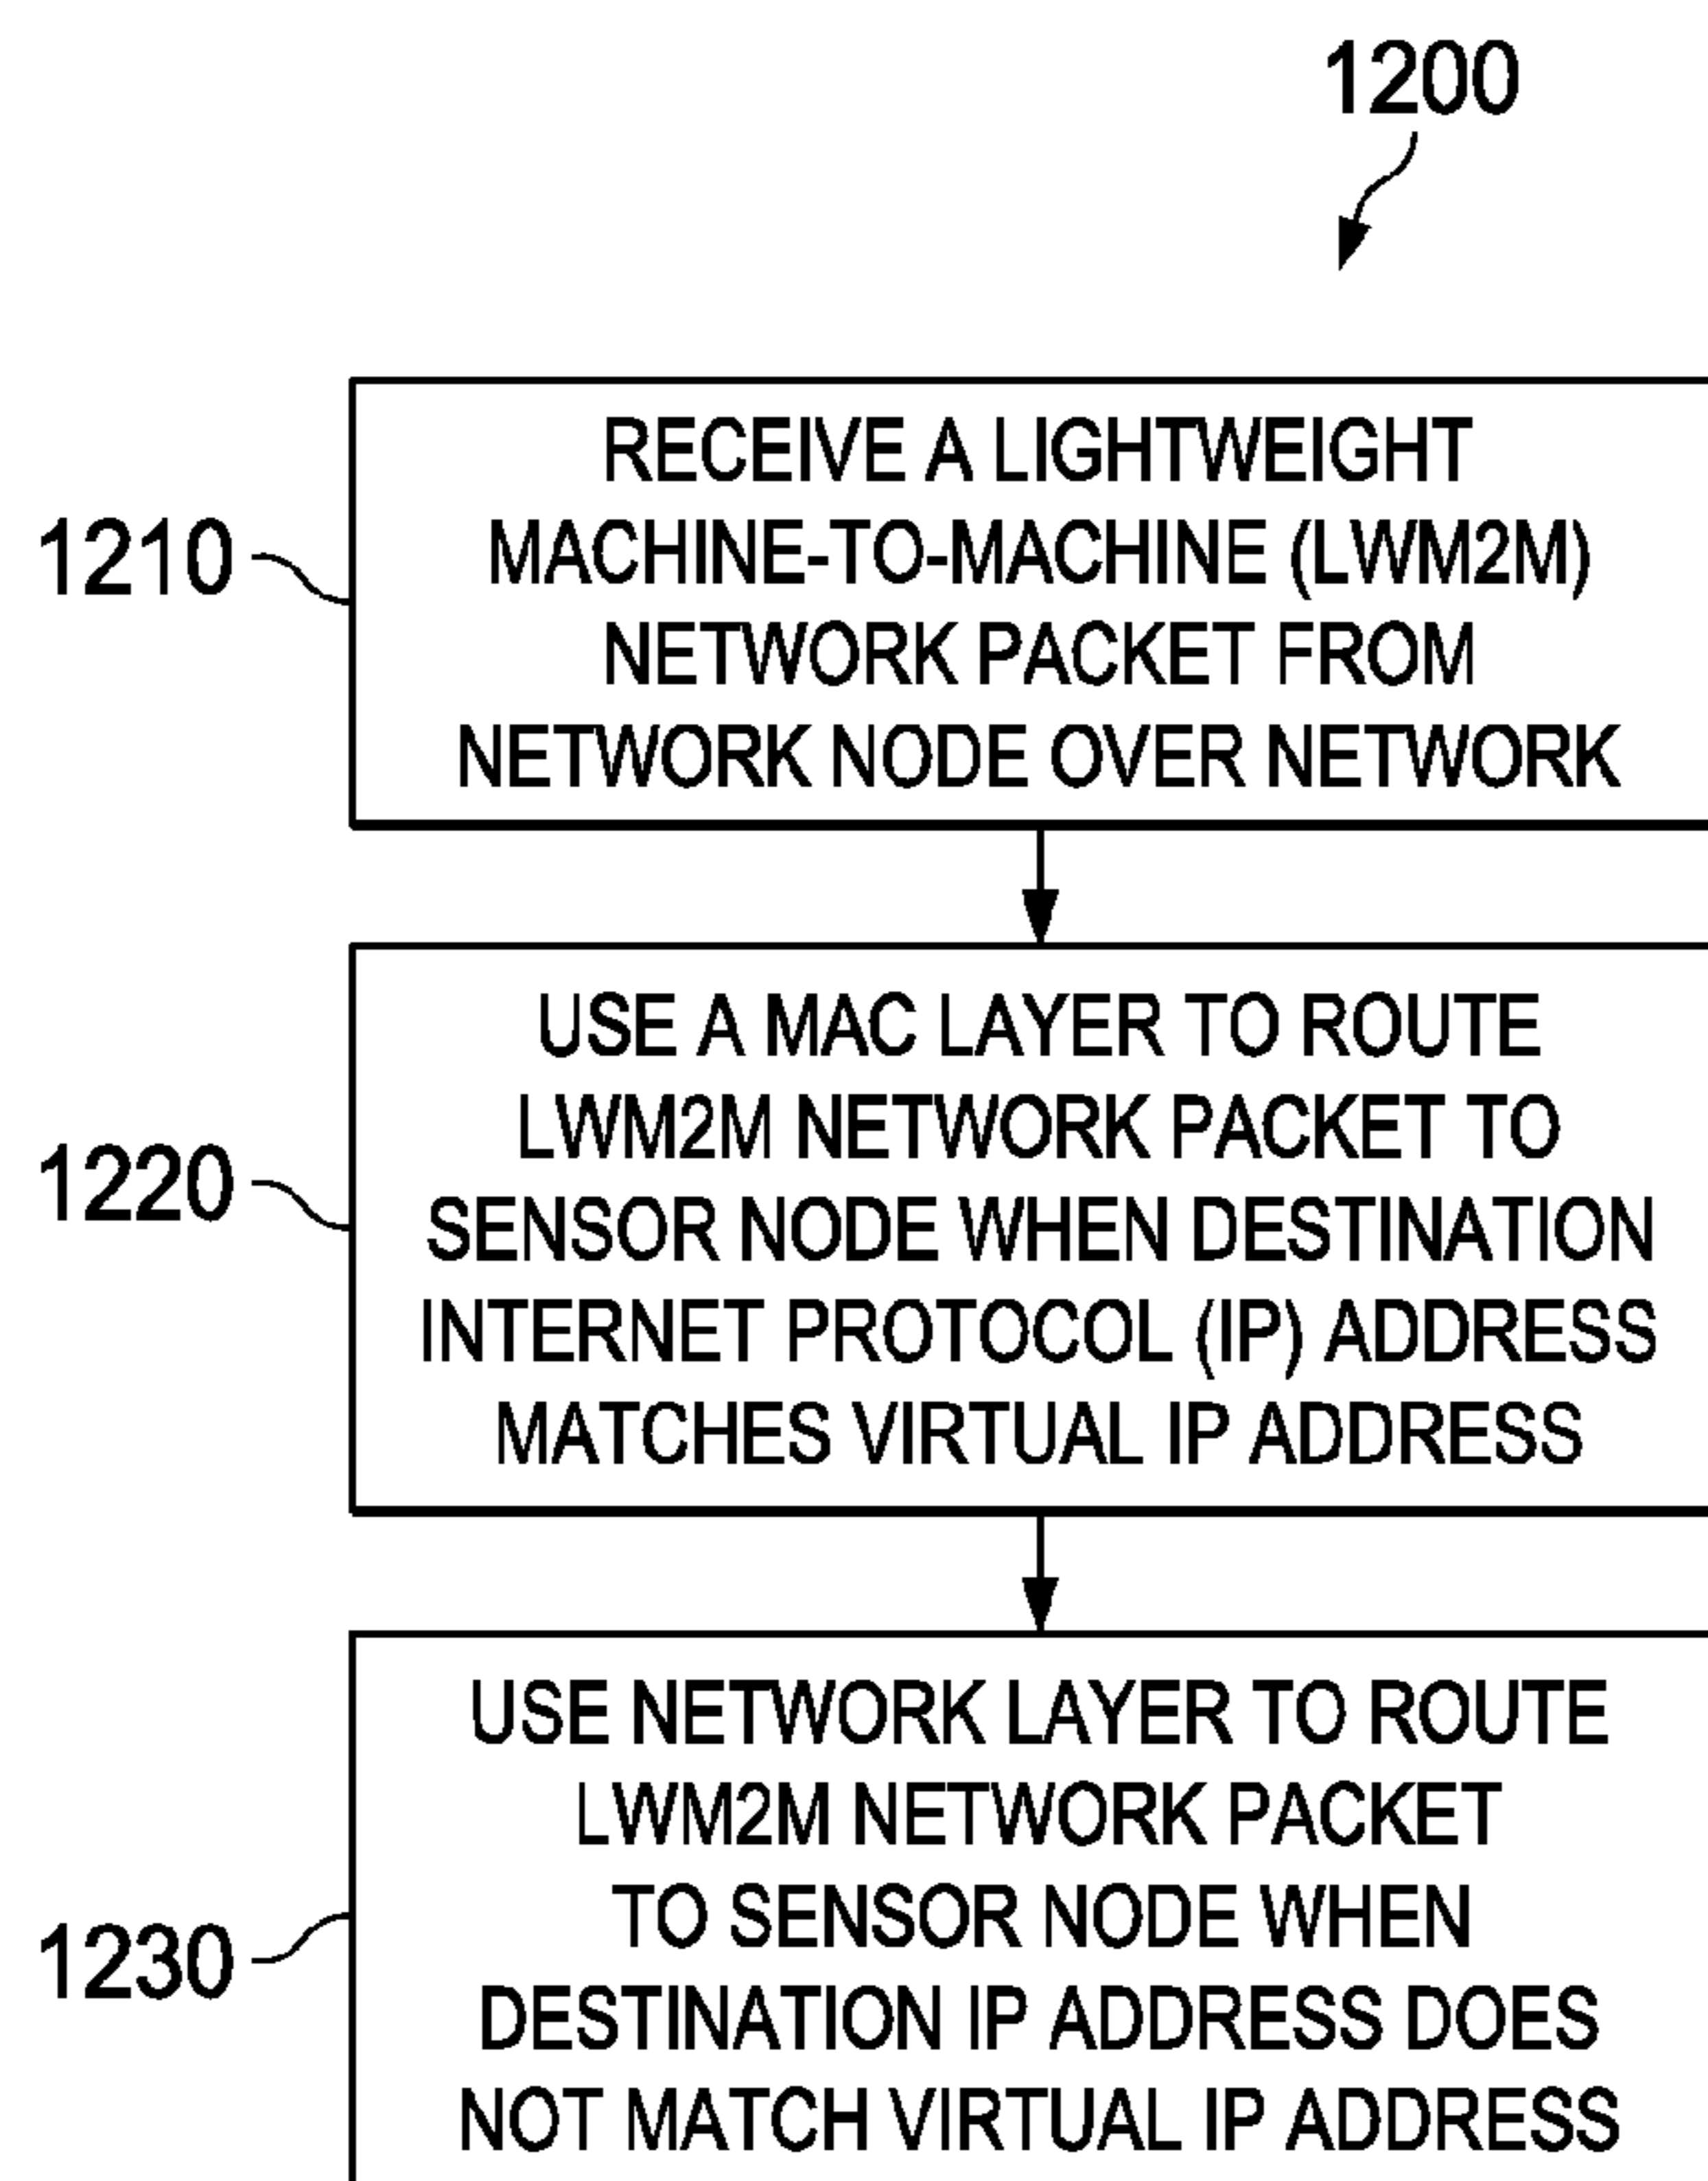 1200
1210
RECEIVE A LIGHTWEIGHT
MACHINE-TO-MACHINE (LWM2M)
NETWORK PACKET FROM
NETWORK NODE OVER NETWORK
1220
USE A MAC LAYER TO ROUTE
LWM2M NETWORK PACKET TO
SENSOR NODE WHEN DESTINATION
INTERNET PROTOCOL (IP) ADDRESS
MATCHES VIRTUAL IP ADDRESS
1230
USE NETWORK LAYER TO ROUTE
LWM2M NETWORK PACKET
TO SENSOR NODE WHEN
DESTINATION IP ADDRESS DOES
NOT MATCH VIRTUAL IP ADDRESS